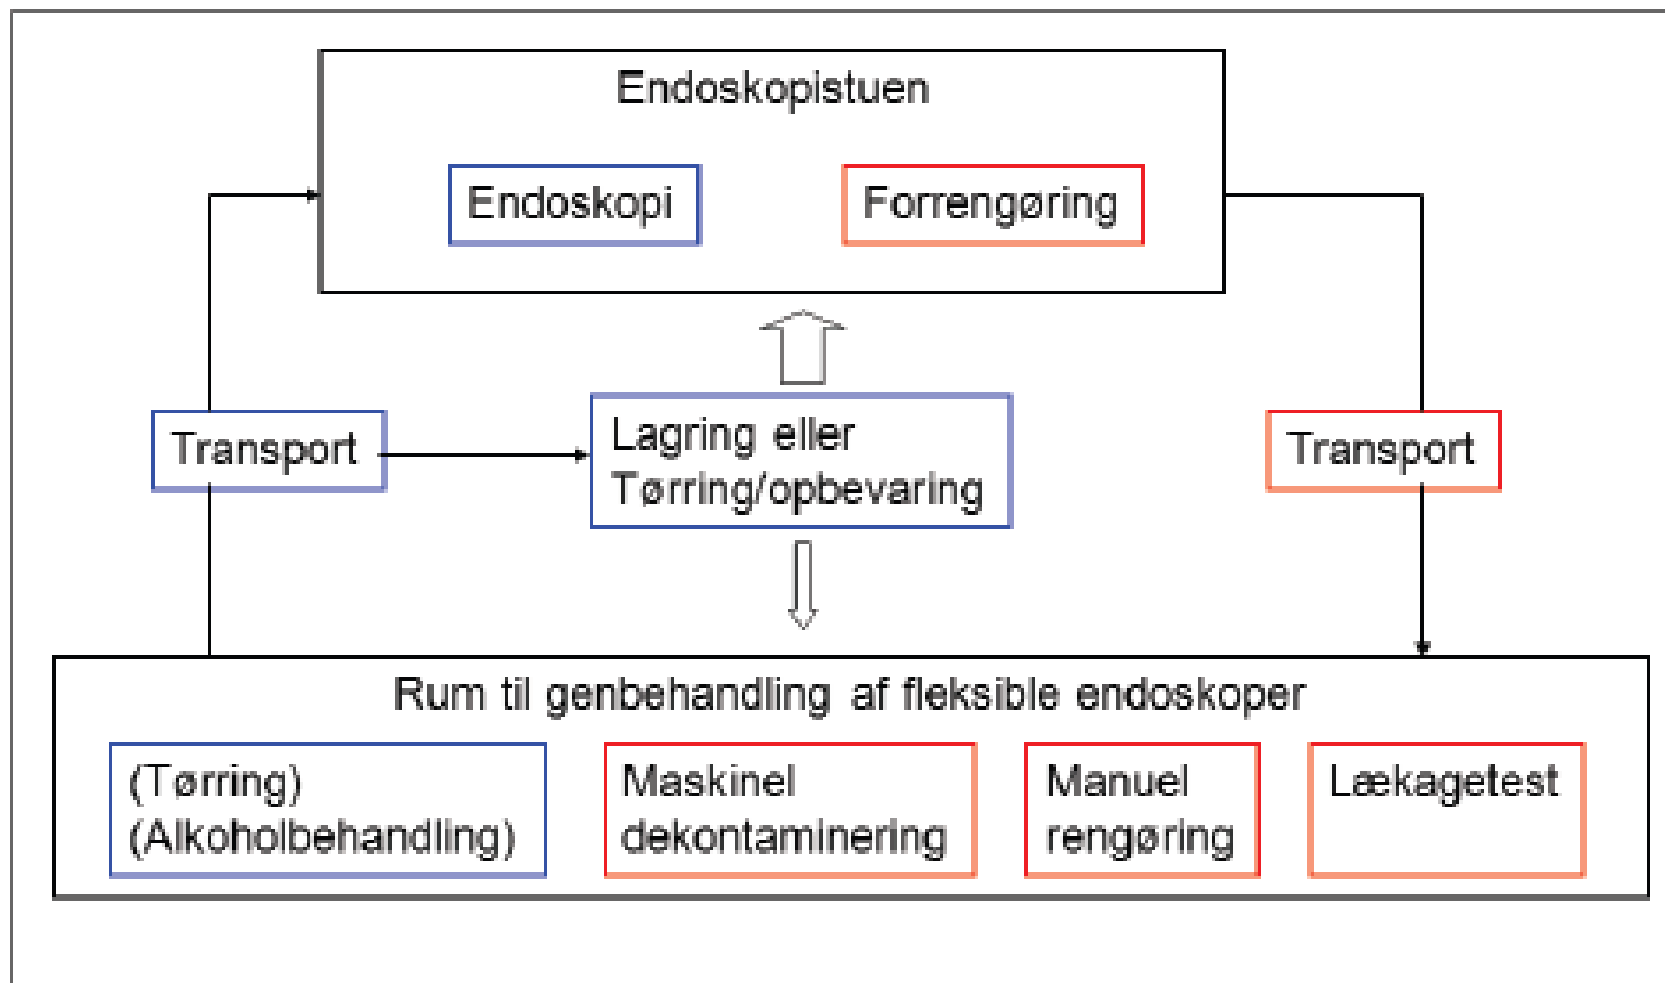 Endoskopistuen
Endoskopi
Forrengøring
Transport
Lagring eller
Tørring/opbevaring
Transport
Rum til genbehandling af fleksible endoskoper
(Tørring)
(Alkoholbehandling)
Maskinel
dekontaminering
Manuel
rengøring
Lækagetest